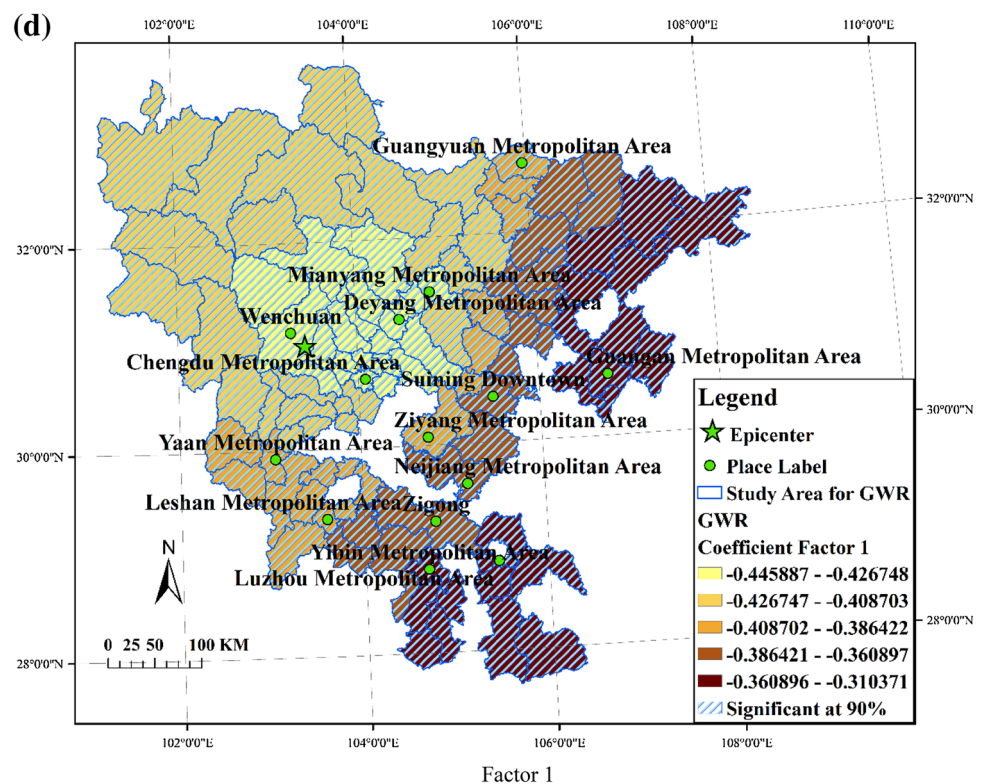 (d)
102°0'0"E 104°0'0"E 106°0'0"E 108°0'0"E 110°0'0"E
Guangyuan Metropolitan Area
32°0'0"N
32°0'0"N
Mianyang Metropolitan Area
Deyang Metropolitan Area
Wenchuan
Chengdu Metropolitan Area
Guangan Metropolitan Area
Suining Downtown
30°0'0"N
Ziyang Metropolitan Area
Yaan Metropolitan Area
30°0'0"N
Neijiang Metropolitan Area
Leshan Metropolitan Area Zigong
Yibin Metropolitan Area
Luzhou Metropolitan Area
N
0 25 50 100 KM
28°0'0"N
28°0'0"N
Legend
Epicenter
Place Label
Study Area for GWR
GWR
Coefficient Factor 1
-0.445887 - -0.426748
-0.426747 - -0.408703
-0.408702 - -0.386422
-0.386421 - -0.360897
-0.360896 - -0.310371
Significant at 90%
102°0'0"E 104°0'0"E 106°0'0"E 108°0'0"E
Factor 1